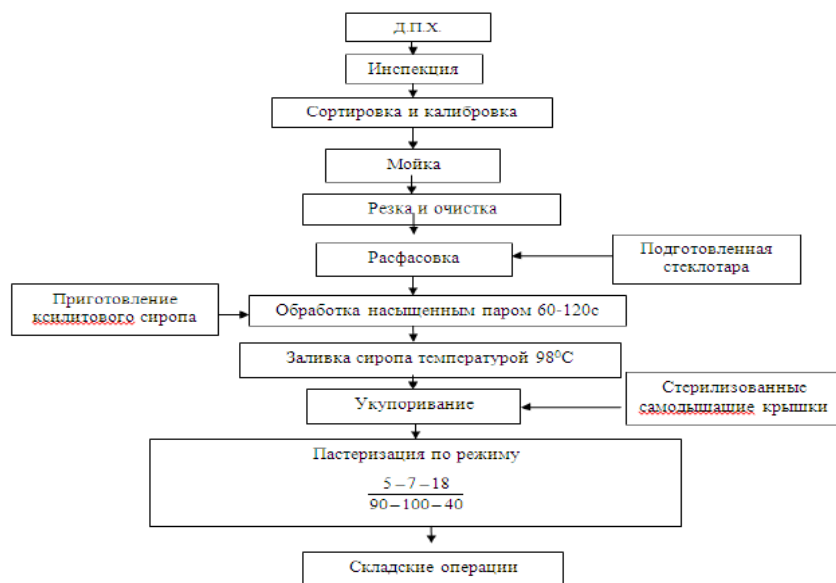 Д.П.Х.
Инспекция
Сортировка и калибровка
Мойка
Резка и очистка
Расфасовка
Подготовленная
стеклотара
Приготовление
ксилитового сиропа
Обработка насыщенным паром 60-120с
Заливка сиропа температурой 98⁰С
Укупоривание
Стерилизованные
самодышащие крышки
Пастеризация по режиму
5 – 7 – 18
90 – 100 – 40
Складские операции